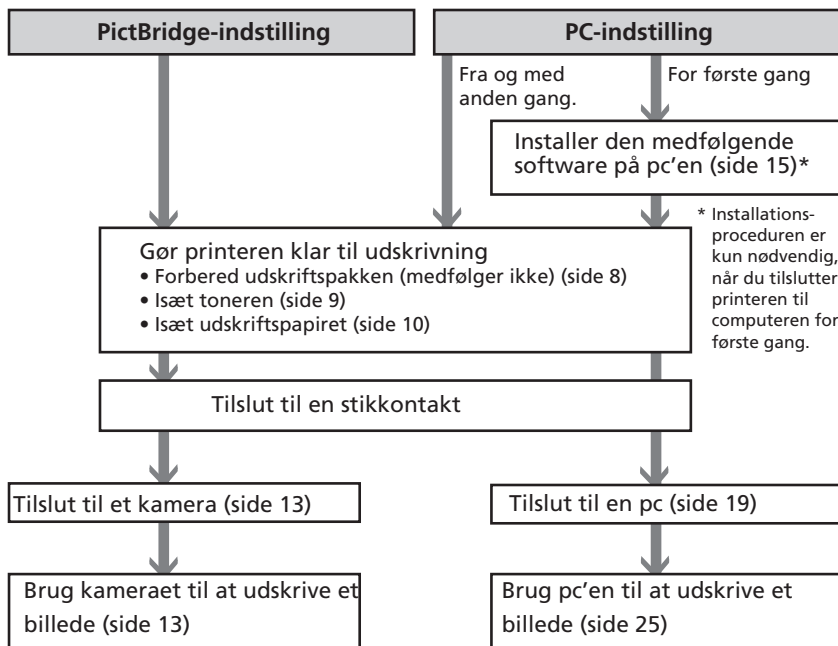 PictBridge-indstilling
PC-indstilling
Fra og med
anden gang.
For første gang
Installer den medfølgende
software på pc'en (side 15)*
* Installations-
proceduren er
kun nødvendig,
når du tilslutter
printeren til
computeren for
første gang.
Gør printeren klar til udskrivning
• Forbered udskriftspakken (medfølger ikke) (side 8)
• Isæt toneren (side 9)
• Isæt udskriftspapiret (side 10)
Tilslut til en stikkontakt
Tilslut til et kamera (side 13)
Tilslut til en pc (side 19)
Brug kameraet til at udskrive et
billede (side 13)
Brug pc'en til at udskrive et
billede (side 25)